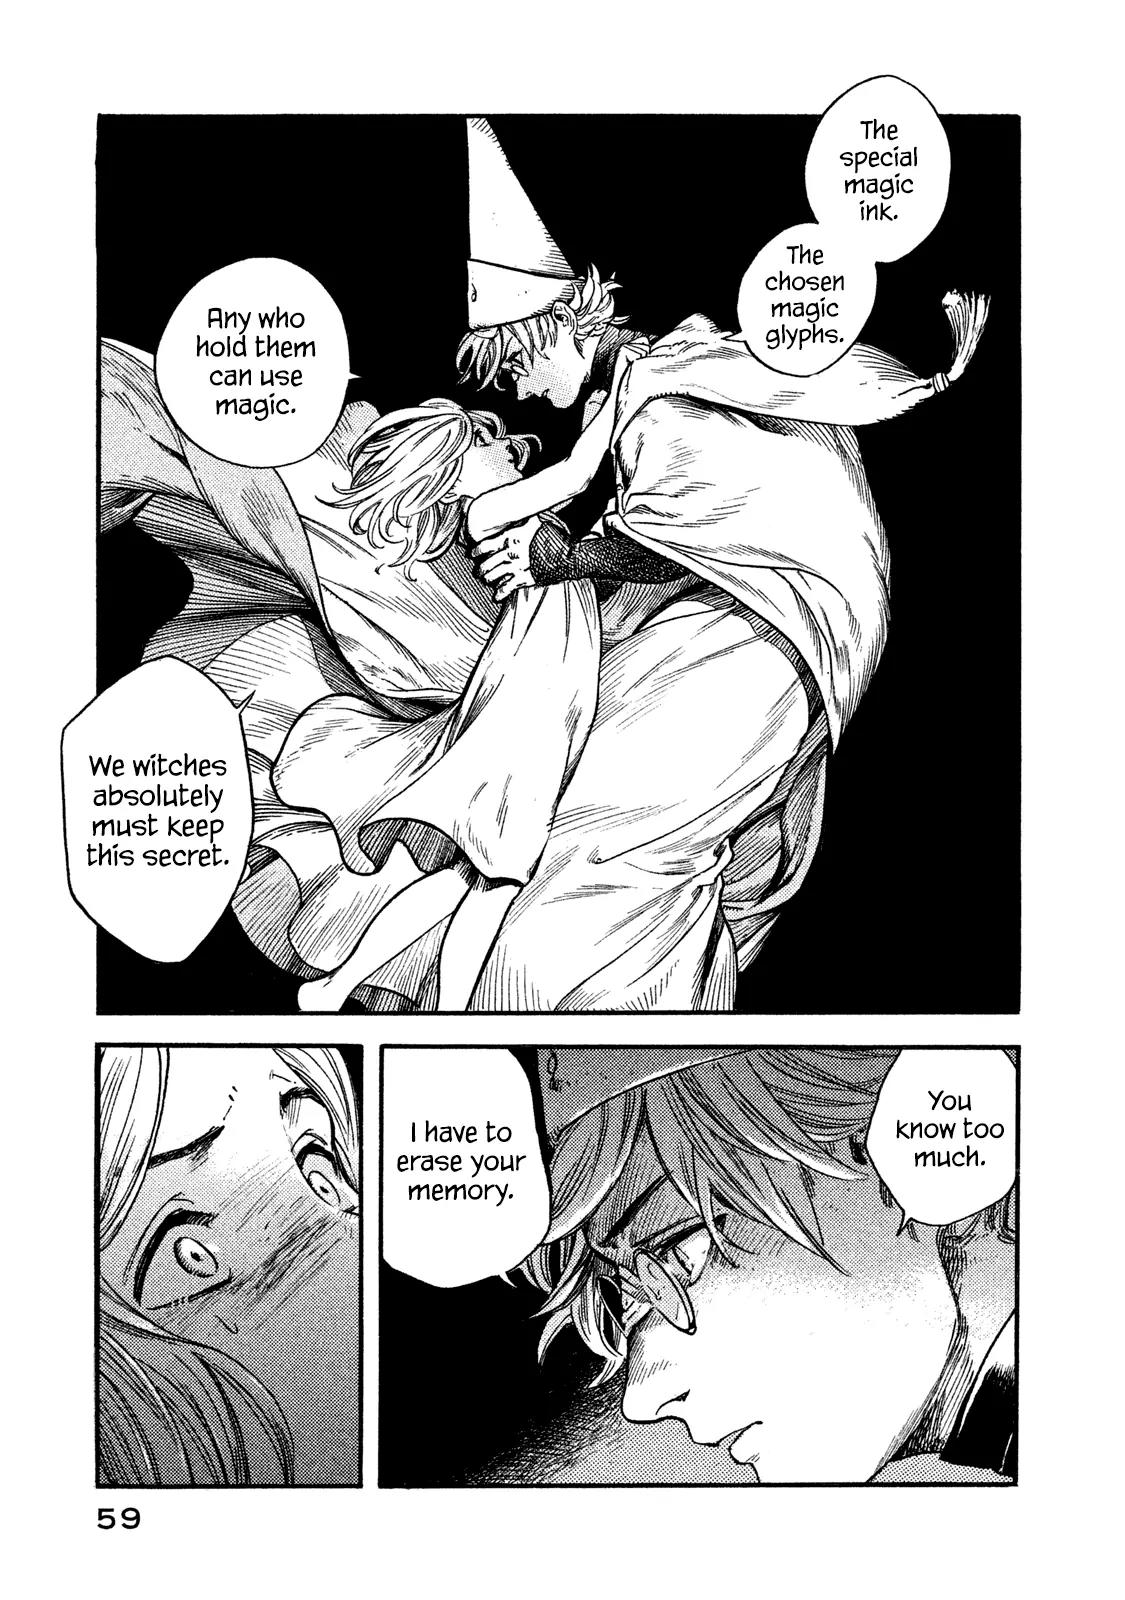 The
special
magic
ink.
The
chosen
magic
glyphs.
Any who
hold them
can use
magic.
We witches
absolutely
must keep
this secret.
You
know too
much.
I have to
erase your
memory.
59